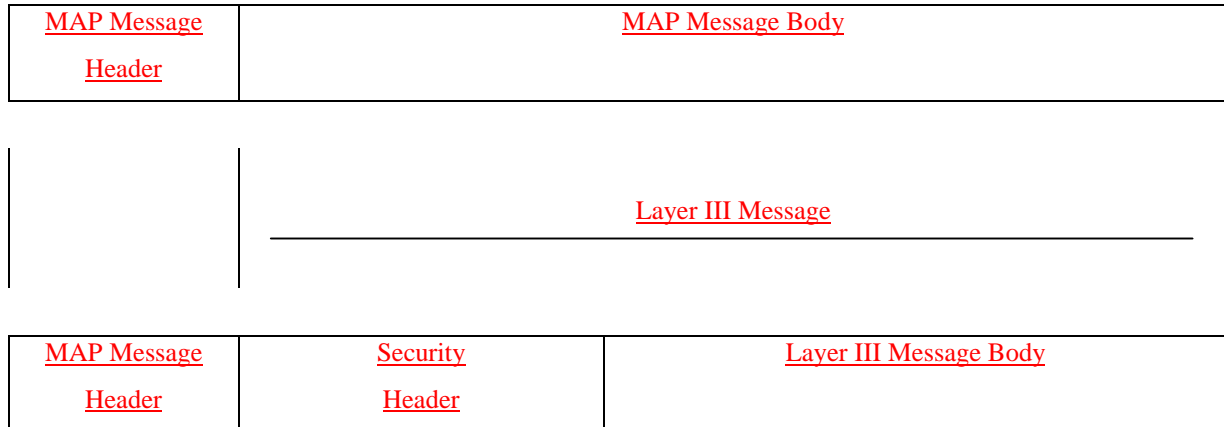 MAP Message
Header
MAP Message Body
Layer III Message
MAP Message
Header
Security
Header
Layer III Message Body